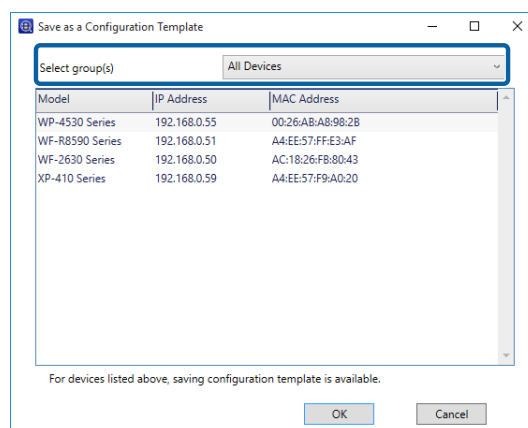 Save as a Configuration Template
Select group(s) All Devices
Model IP Address MAC Address
WP-4530 Series 192.168.0.55 00:26:AB:A8:98:2B
WF-R8590 Series 192.168.0.51 A4:EE:57:FF:E3:AF
WF-2630 Series 192.168.0.50 AC:18:26:FB:80:43
XP-410 Series 192.168.0.59 A4:EE:57:F9:A0:20
For devices listed above, saving configuration template is available.
OK Cancel